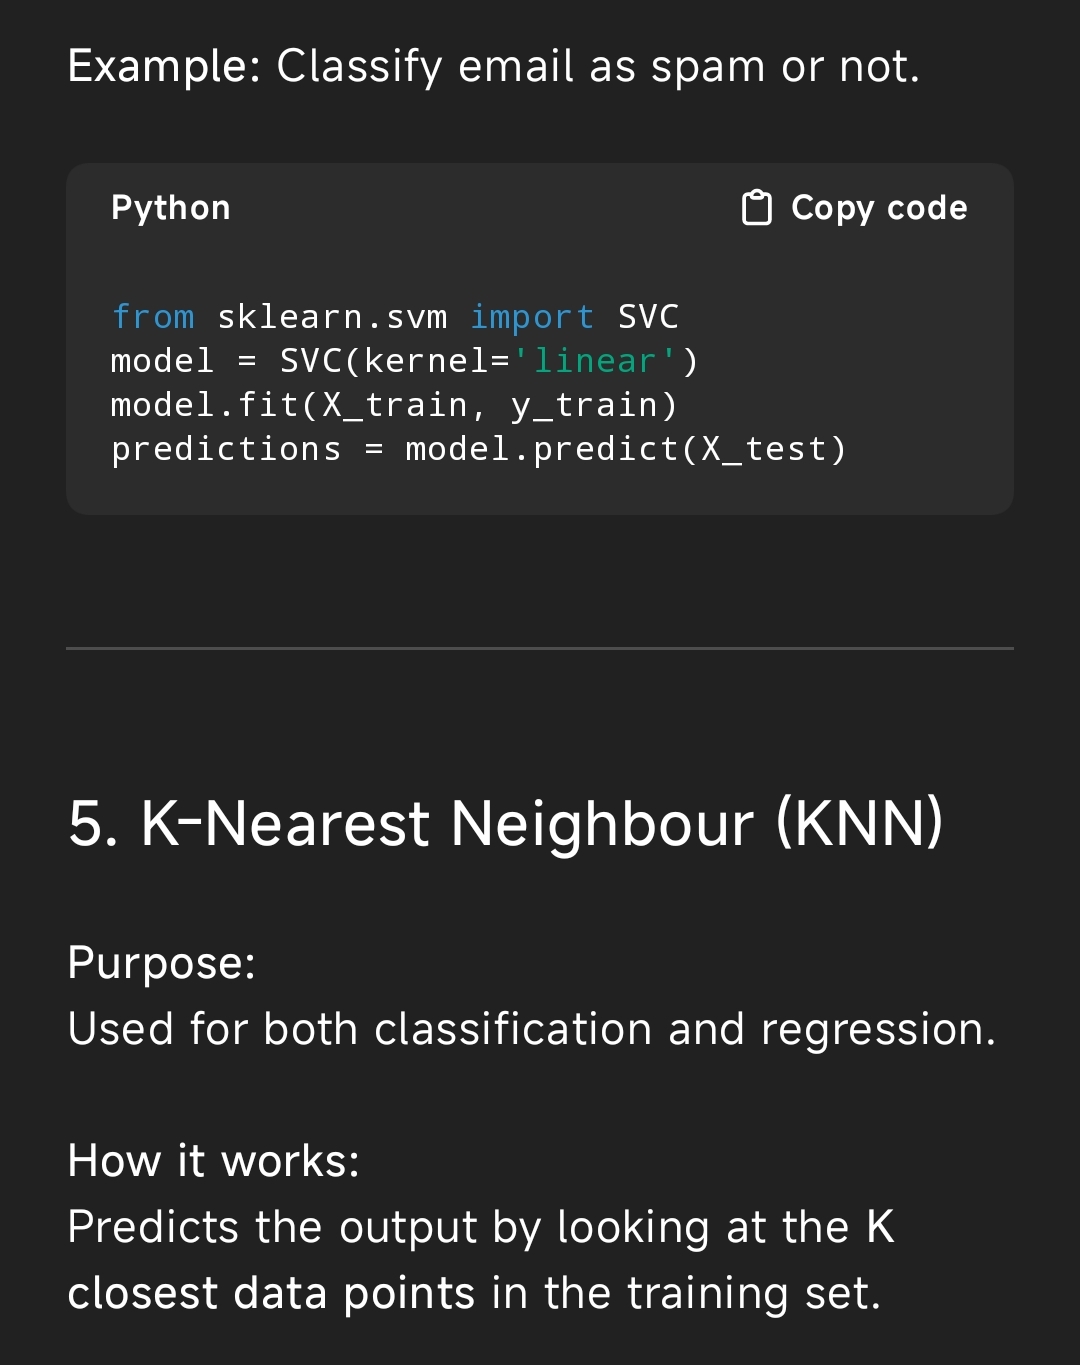 Example: Classify email as spam or not.
Python
Copy code
from sklearn.svm import SVC
model = SVC(kernel='linear')
model.fit(X_train, y_train)
predictions = model.predict(X_test)
5. K-Nearest Neighbour (KNN)
Purpose:
Used for both classification and regression.
How it works:
Predicts the output by looking at the K
closest data points in the training set.